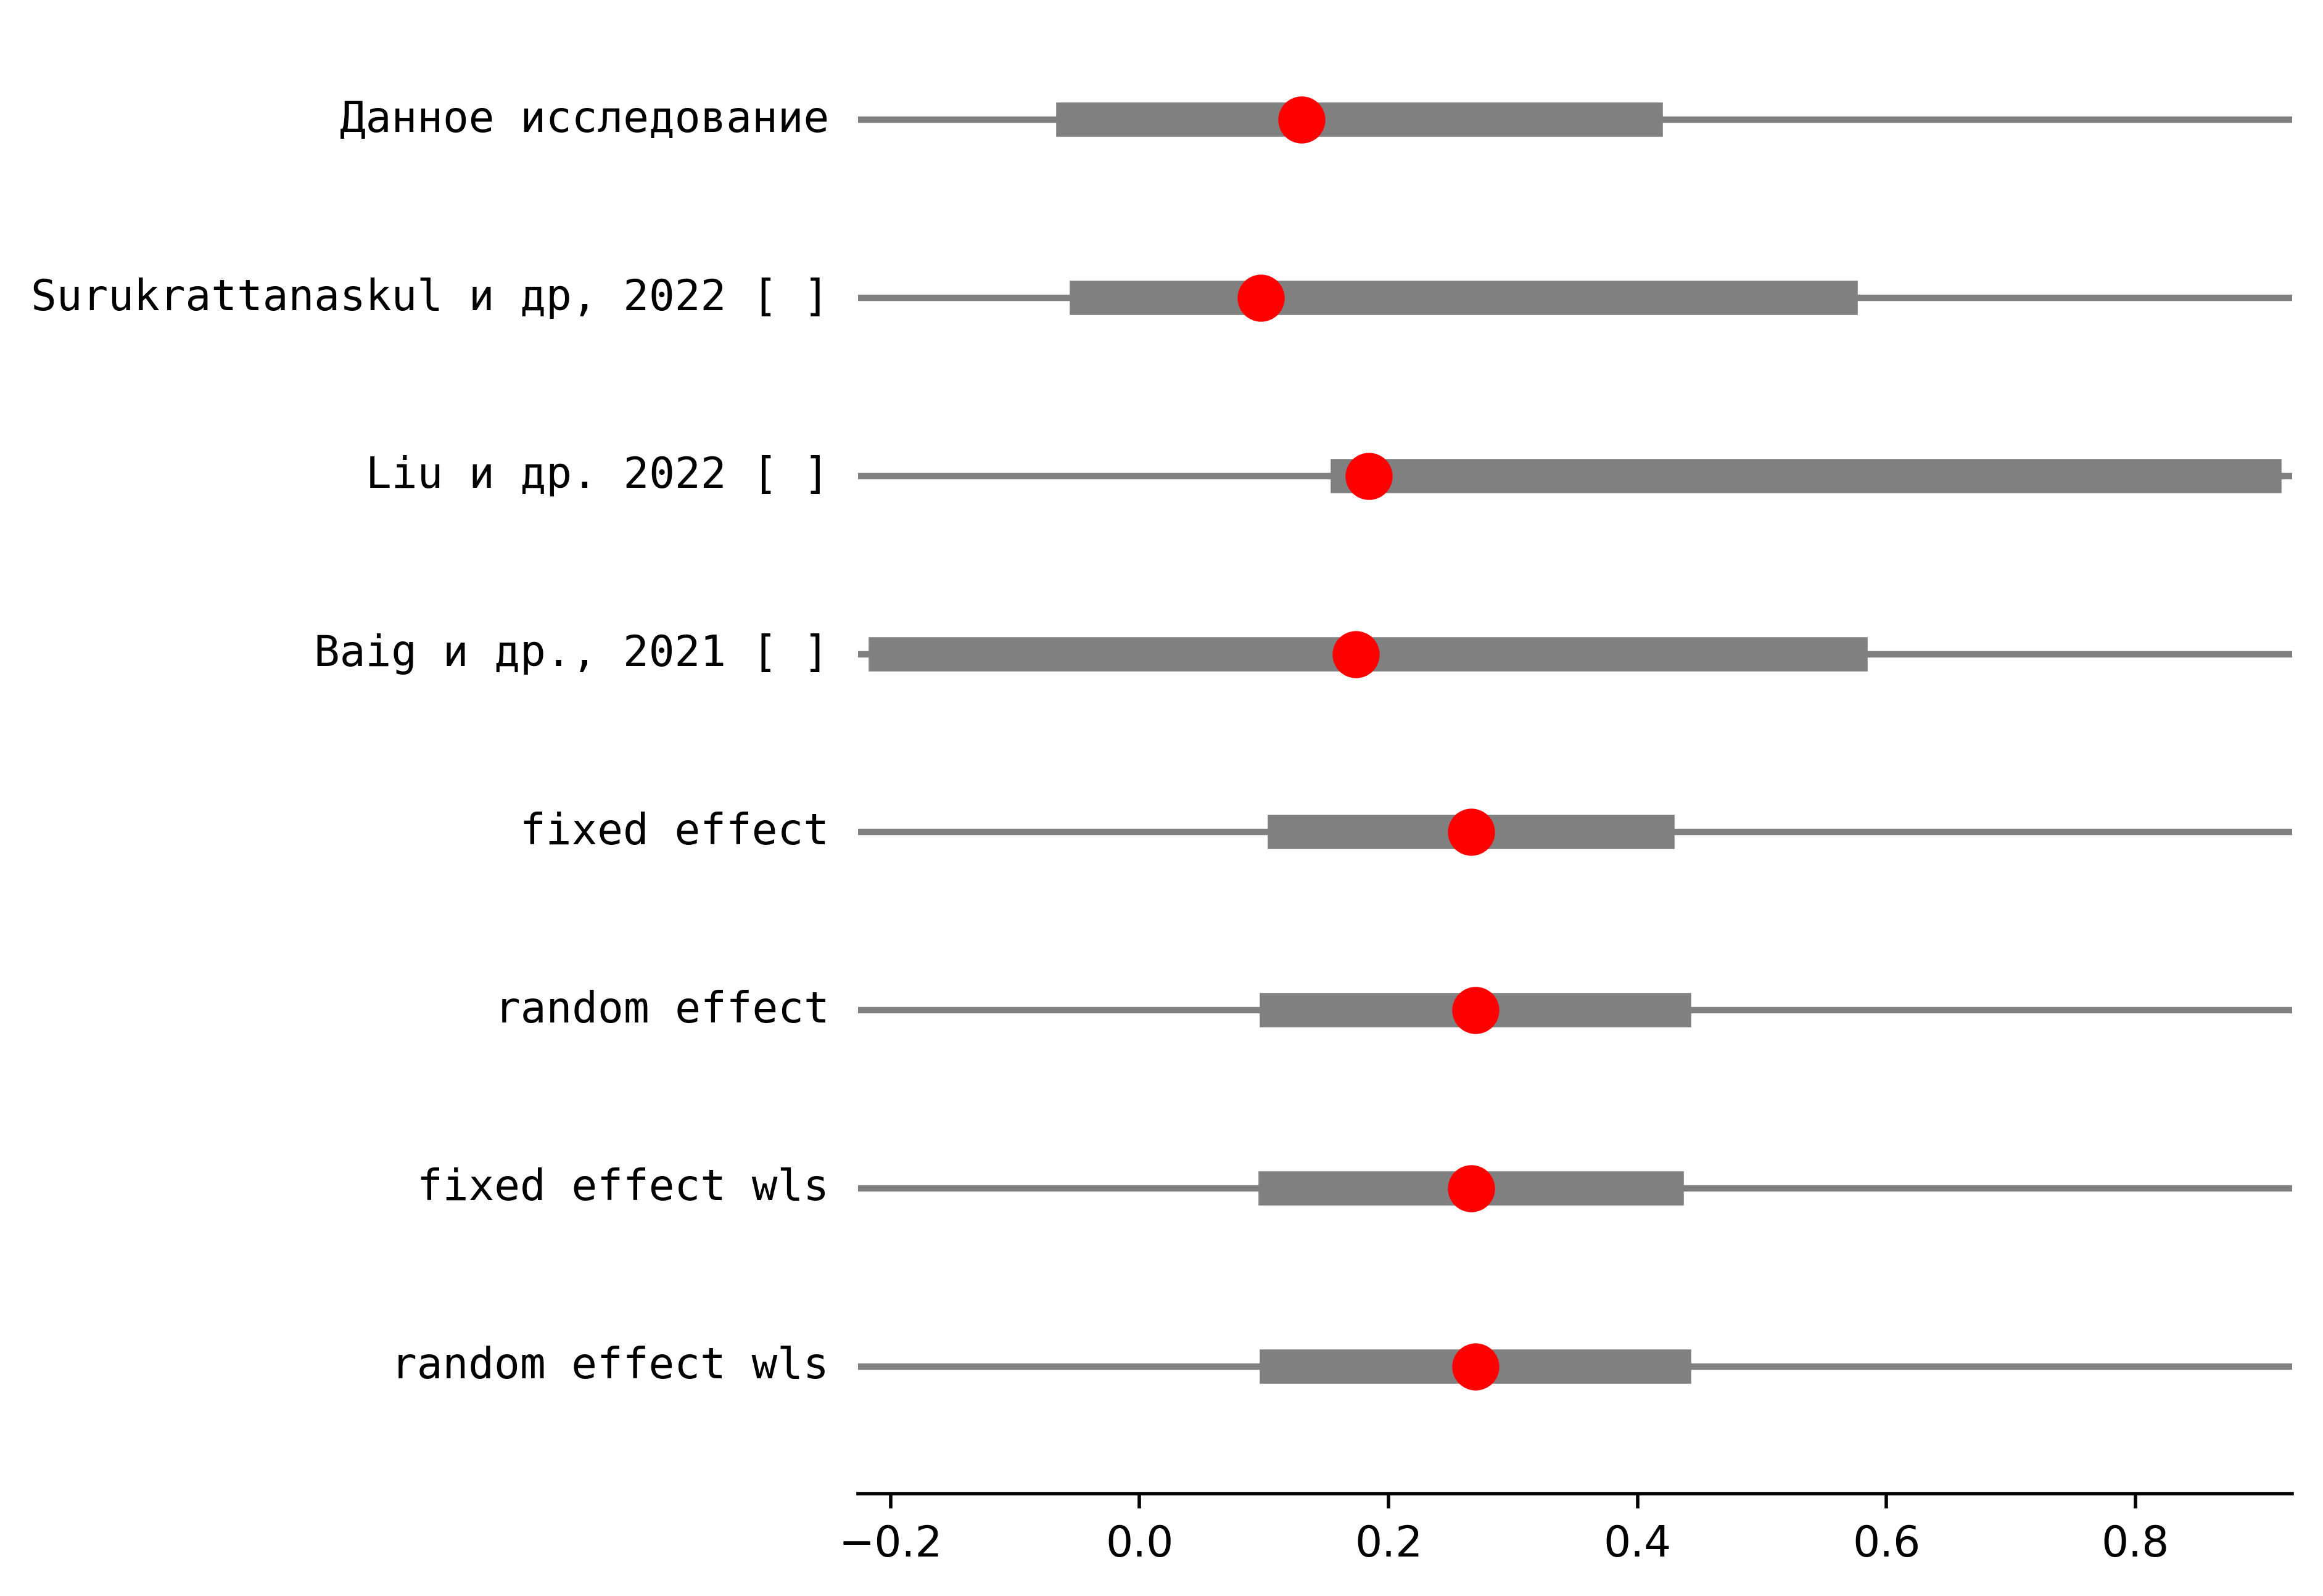 Данное исследование
Surukrattanaskul и др, 2022 [ ]
Liu и др. 2022 [ ]
Baig и др., 2021 [ ]
fixed effect
random effect
fixed effect wls
random effect wls
−0.2 0.0 0.2 0.4 0.6 0.8